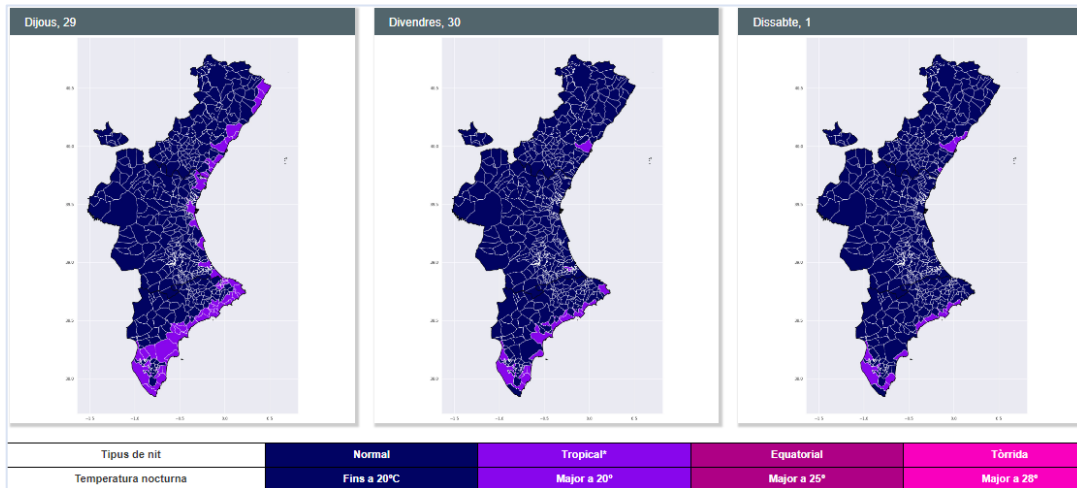 Dijous, 29
Divendres, 30
Dissabte, 1
Tipus de nit Normal Tropical* Equatorial Tòrrida
Temperatura nocturna Fins a 20ºC Major a 20º Major a 25º Major a 28º